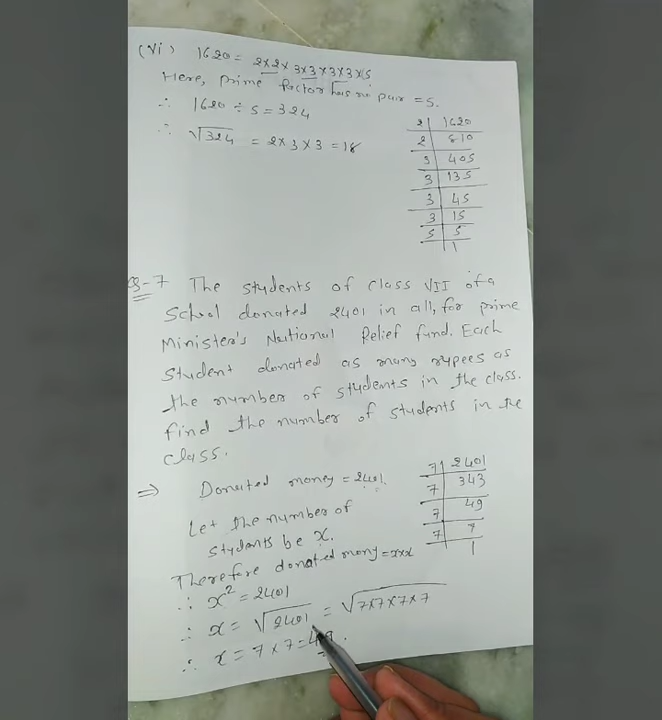 (vi) 1620 = 2×2×3×3×3×3×5
Here, prime factor has no pair = 5.
∴ 1620 ÷ 5 = 324
∴ √324 = 2×3×3 = 18
2 | 1620
2 | 810
3 | 405
3 | 135
3 | 45
3 | 15
5 | 5
1
Q-7 The students of class VII of a
School donated 2401 in all, for prime
Minister's National Relief fund. Each
Student donated as many rupees as
the number of students in the class.
find the number of students in the
class.
⇒ Donated money = 2401.
Let the number of
students be x.
Therefore donated mony = x×x
∴ x² = 2401
∴ x = √2401 = √7×7×7×7
∴ x = 7×7 = 49.
7 | 2401
7 | 343
7 | 49
7 | 7
1